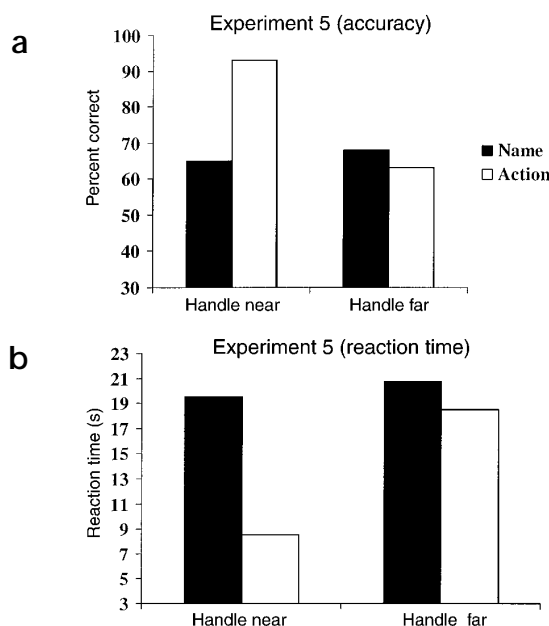 a
Experiment 5 (accuracy)
Percent correct
100
90
80
70
60
50
40
30
Handle near
Handle far
Name
Action
b
Experiment 5 (reaction time)
Reaction time (s)
23
21
19
17
15
13
11
9
7
5
3
Handle near
Handle far